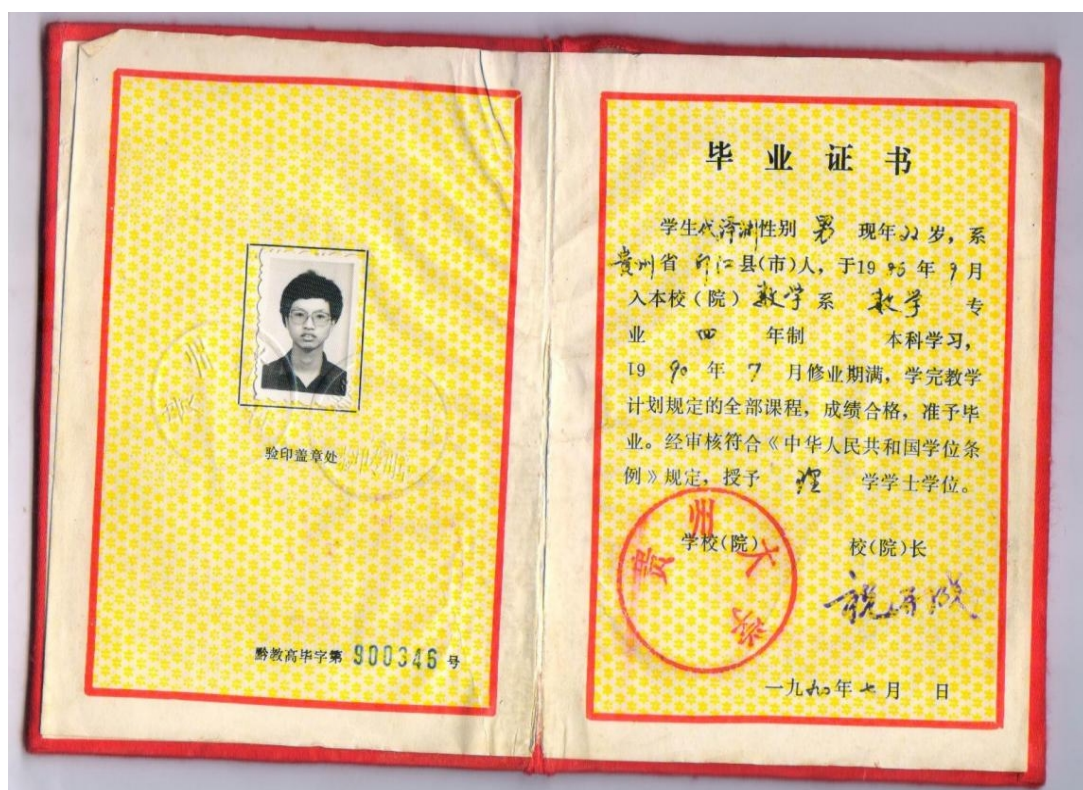 验印盖章处
黔教高毕字第 900346 号
毕业证书
学生代泽洲性别 男 现年22岁，系
贵州省 印江县(市)人，于1986年9月
入本校(院) 数学系 数学 专
业 四 年制 本科学习，
1990年7月修业期满，学完教学
计划规定的全部课程，成绩合格，准予毕
业。经审核符合《中华人民共和国学位条
例》规定，授予 理 学学士学位。
学校(院) 校(院)长
贵州大学
一九九〇年七月 日